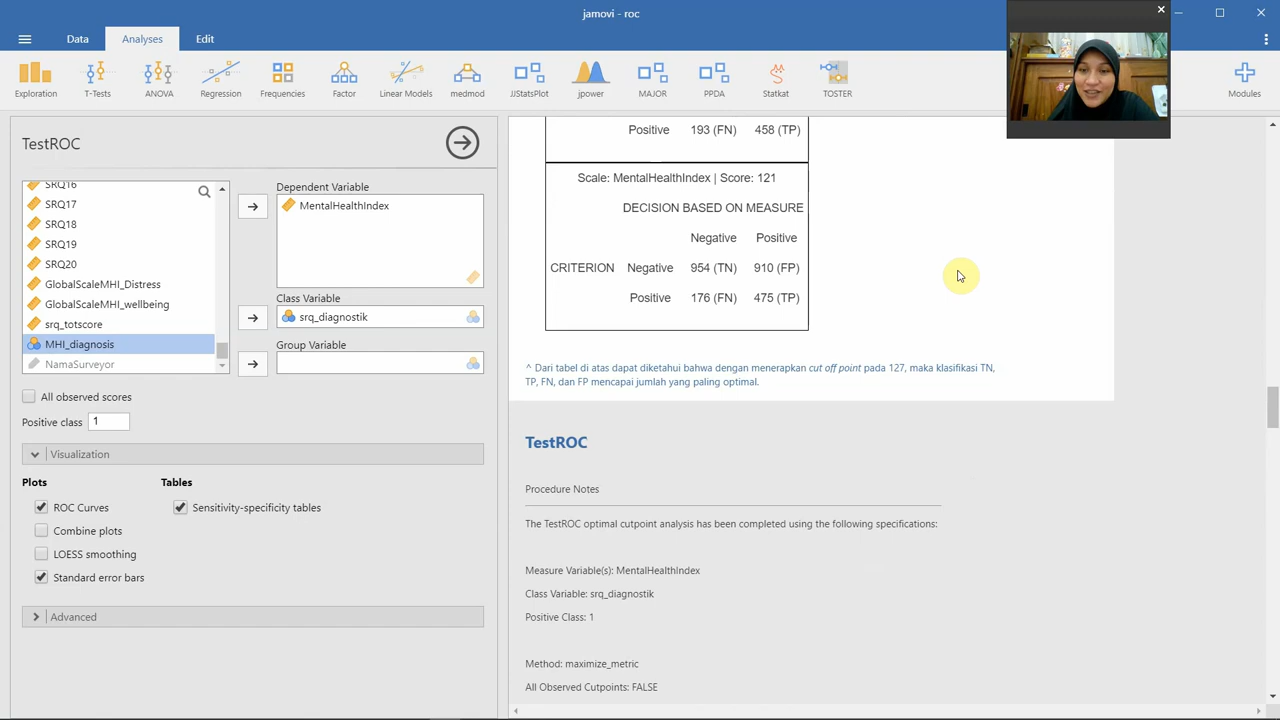 jamovi - roc
Data
Analyses
Edit
Exploration
T-Tests
ANOVA
Regression
Frequencies
Factor
Linear Models
medmod
JJStatsPlot
jpower
MAJOR
PPDA
Statkat
TOSTER
Modules
TestROC
SRQ16
SRQ17
SRQ18
SRQ19
SRQ20
GlobalScaleMHI_Distress
GlobalScaleMHI_wellbeing
srq_totscore
MHI_diagnosis
NamaSurveyor
Dependent Variable
MentalHealthIndex
Class Variable
srq_diagnostik
Group Variable
All observed scores
Positive class 1
Visualization
Plots
ROC Curves
Combine plots
LOESS smoothing
Standard error bars
Tables
Sensitivity-specificity tables
Advanced
Positive 193 (FN) 458 (TP)
Scale: MentalHealthIndex | Score: 121
DECISION BASED ON MEASURE
Negative Positive
CRITERION Negative 954 (TN) 910 (FP)
Positive 176 (FN) 475 (TP)
^ Dari tabel di atas dapat diketahui bahwa dengan menerapkan cut off point pada 127, maka klasifikasi TN,
TP, FN, dan FP mencapai jumlah yang paling optimal.
TestROC
Procedure Notes
The TestROC optimal cutpoint analysis has been completed using the following specifications:
Measure Variable(s): MentalHealthIndex
Class Variable: srq_diagnostik
Positive Class: 1
Method: maximize_metric
All Observed Cutpoints: FALSE